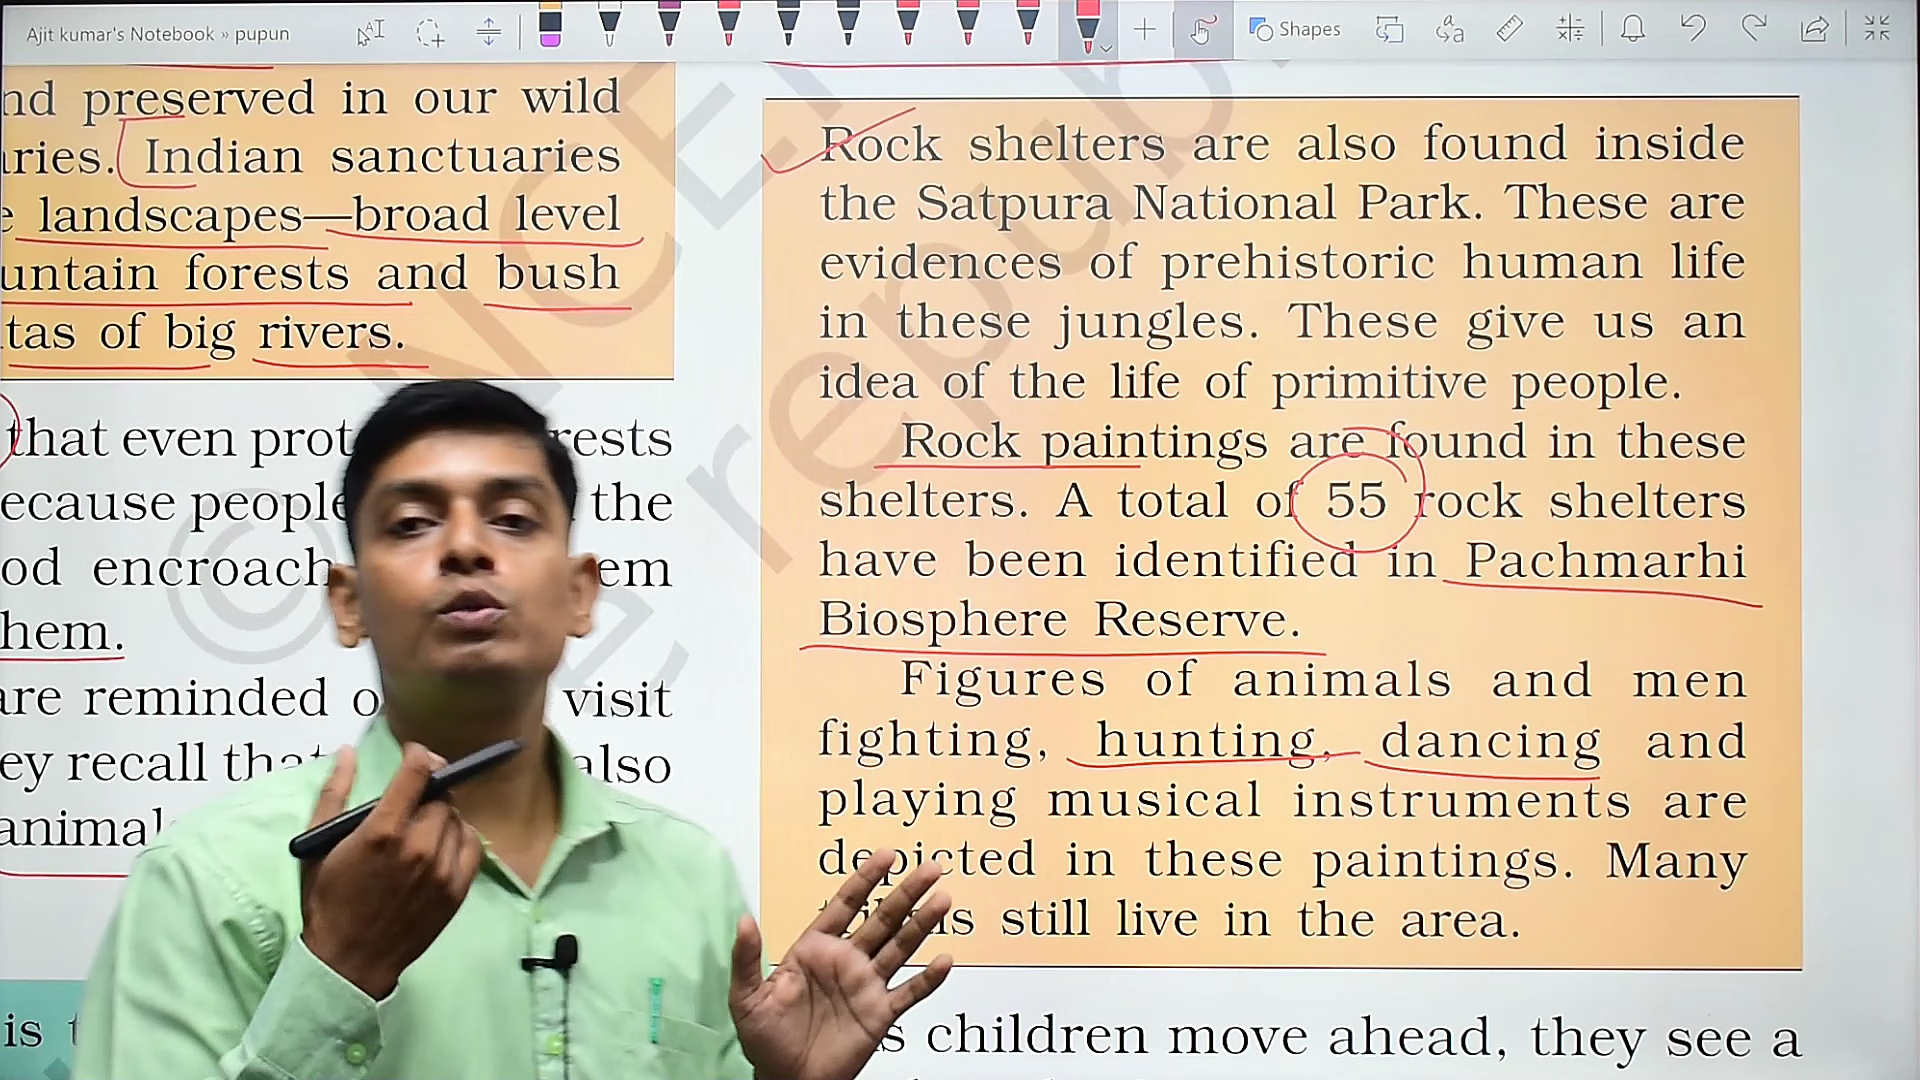 Ajit kumar's Notebook » pupun
Shapes
nd preserved in our wild
ries. Indian sanctuaries
e landscapes—broad level
untain forests and bush
tas of big rivers.
that even prot rests
ecause people the
od encroach em
hem.
are reminded o visit
ey recall that also
animal
is t
Rock shelters are also found inside
the Satpura National Park. These are
evidences of prehistoric human life
in these jungles. These give us an
idea of the life of primitive people.
Rock paintings are found in these
shelters. A total of 55 rock shelters
have been identified in Pachmarhi
Biosphere Reserve.
Figures of animals and men
fighting, hunting, dancing and
playing musical instruments are
depicted in these paintings. Many
still live in the area.
s children move ahead, they see a